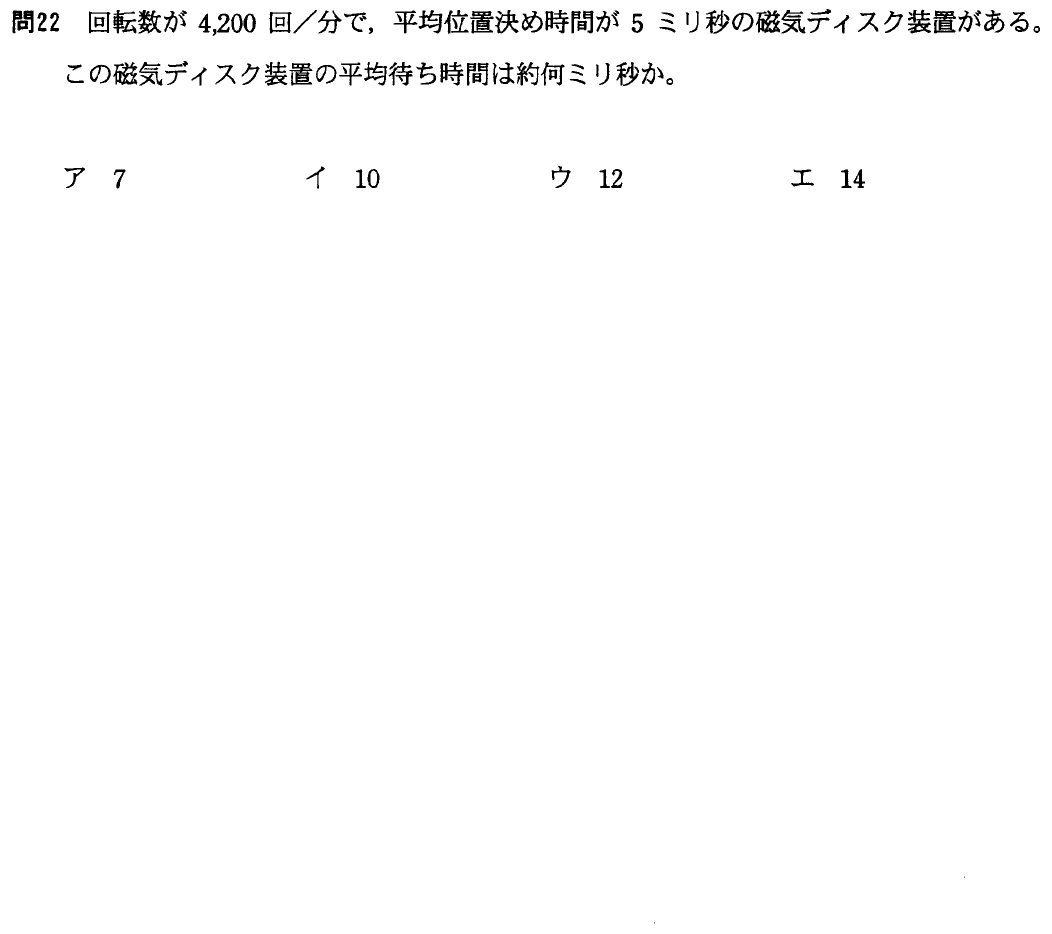 問22 回転数が 4,200 回／分で，平均位置決め時間が 5 ミリ秒の磁気ディスク装置がある。
この磁気ディスク装置の平均待ち時間は約何ミリ秒か。
ア 7 イ 10 ウ 12 エ 14